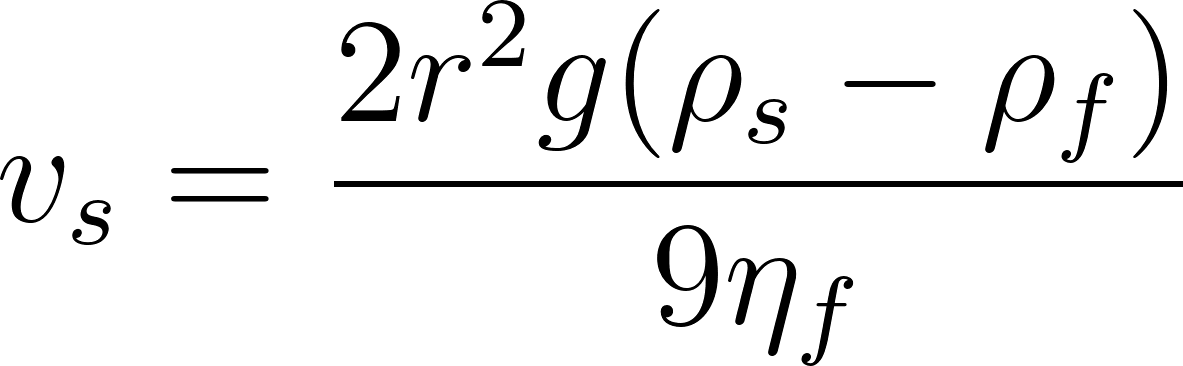 v_s = \frac{2r^2 g(\rho_s - \rho_f)}{9\eta_f}